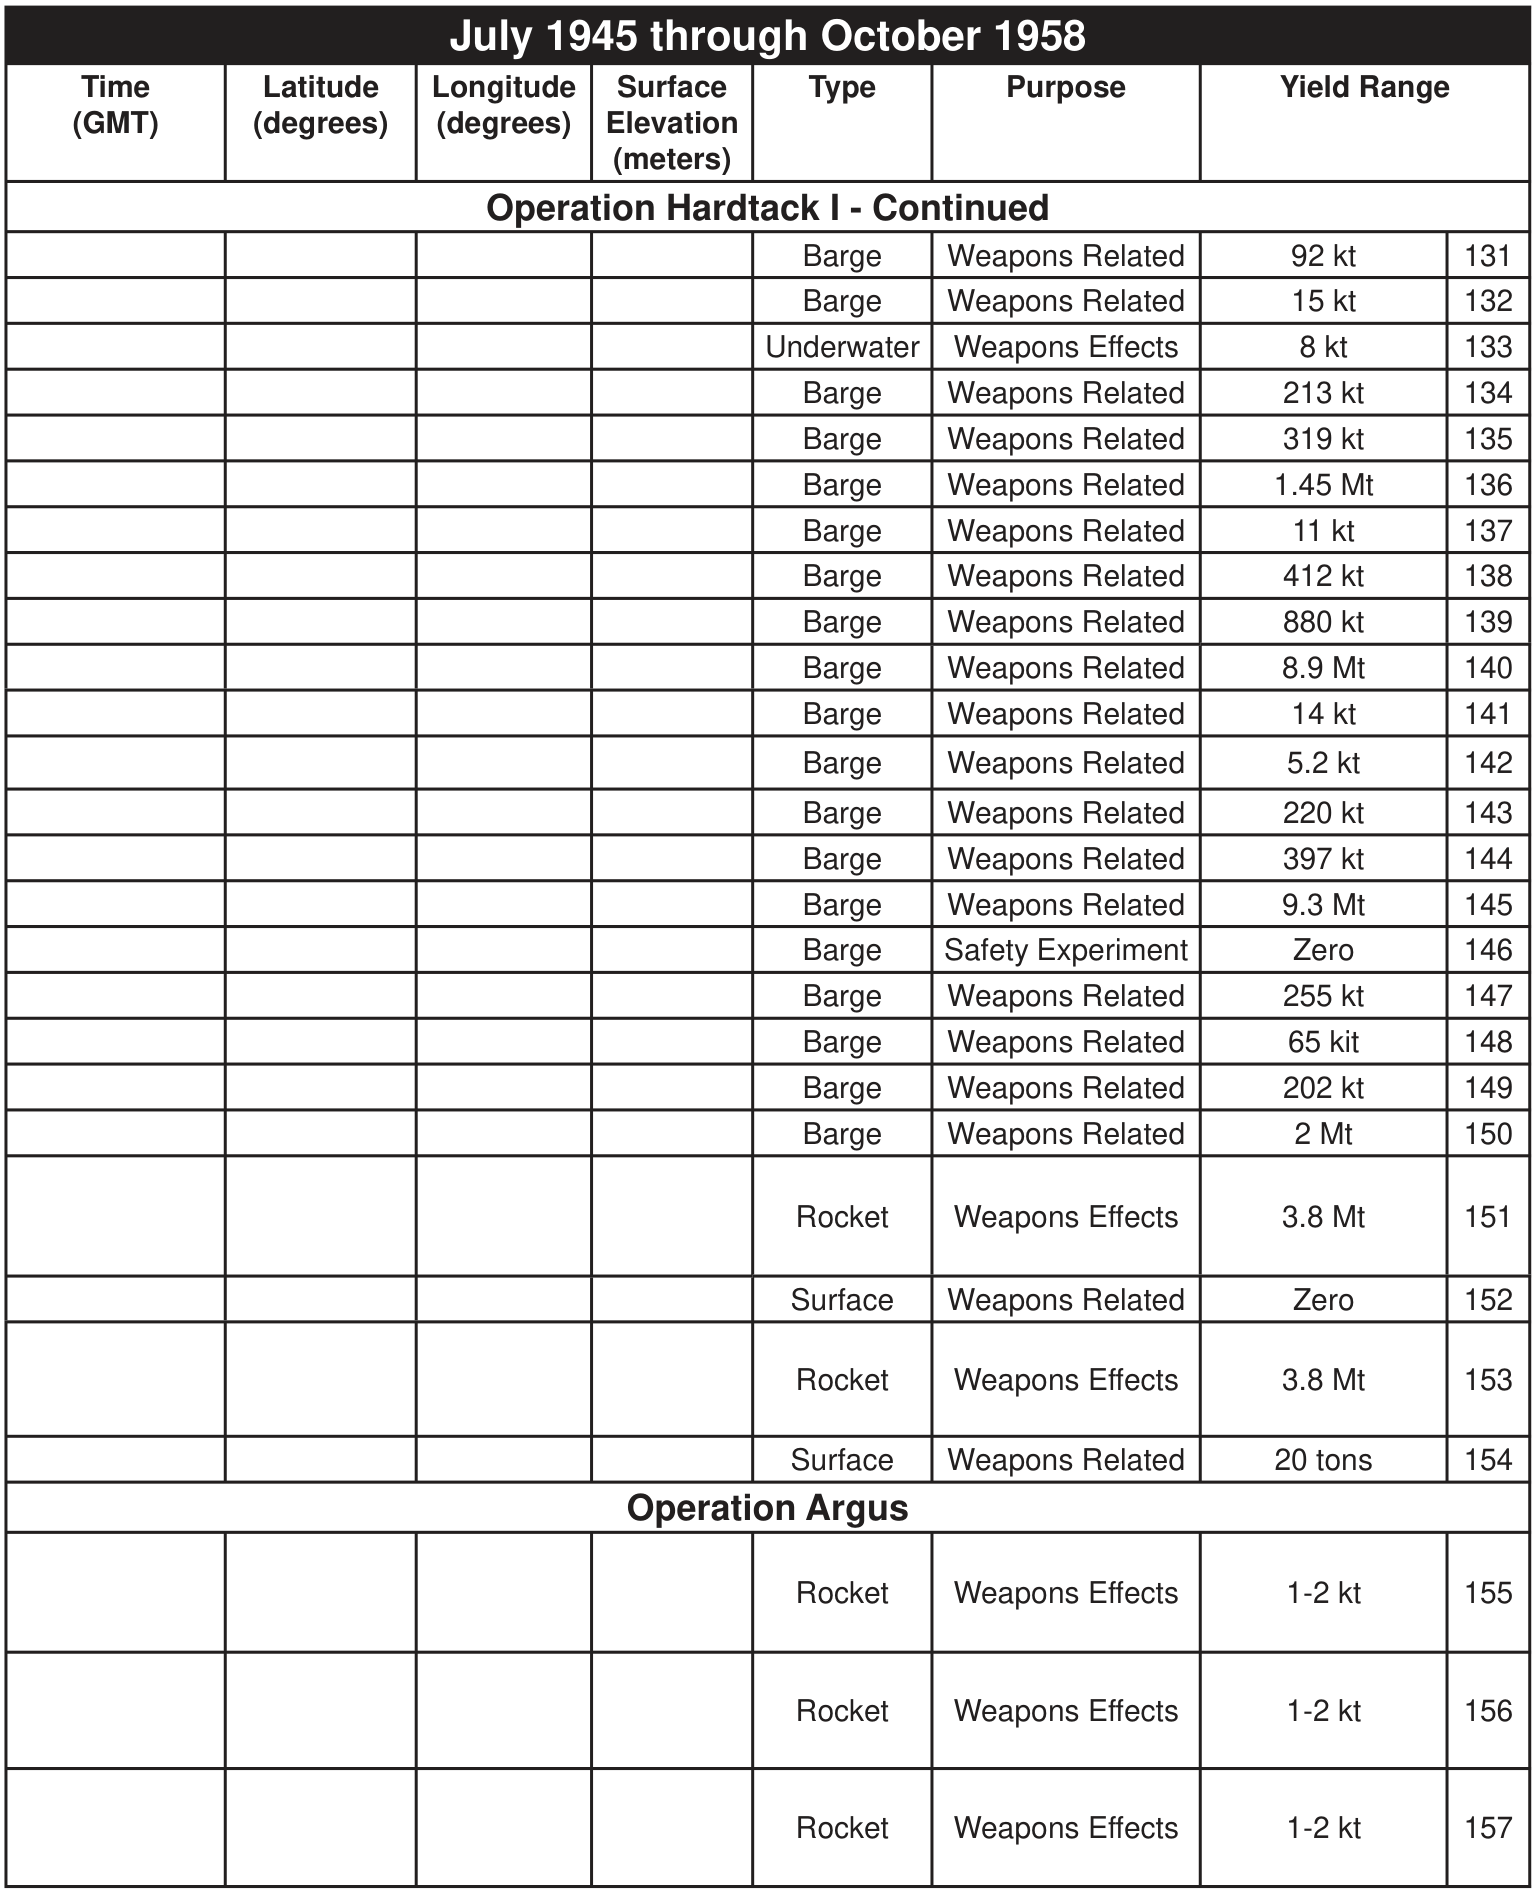 July 1945 through October 1958
Time (GMT) Latitude (degrees) Longitude (degrees) Surface Elevation (meters) Type Purpose Yield Range
Operation Hardtack I - Continued
Barge Weapons Related 92 kt 131
Barge Weapons Related 15 kt 132
Underwater Weapons Effects 8 kt 133
Barge Weapons Related 213 kt 134
Barge Weapons Related 319 kt 135
Barge Weapons Related 1.45 Mt 136
Barge Weapons Related 11 kt 137
Barge Weapons Related 412 kt 138
Barge Weapons Related 880 kt 139
Barge Weapons Related 8.9 Mt 140
Barge Weapons Related 14 kt 141
Barge Weapons Related 5.2 kt 142
Barge Weapons Related 220 kt 143
Barge Weapons Related 397 kt 144
Barge Weapons Related 9.3 Mt 145
Barge Safety Experiment Zero 146
Barge Weapons Related 255 kt 147
Barge Weapons Related 65 kit 148
Barge Weapons Related 202 kt 149
Barge Weapons Related 2 Mt 150
Rocket Weapons Effects 3.8 Mt 151
Surface Weapons Related Zero 152
Rocket Weapons Effects 3.8 Mt 153
Surface Weapons Related 20 tons 154
Operation Argus
Rocket Weapons Effects 1-2 kt 155
Rocket Weapons Effects 1-2 kt 156
Rocket Weapons Effects 1-2 kt 157